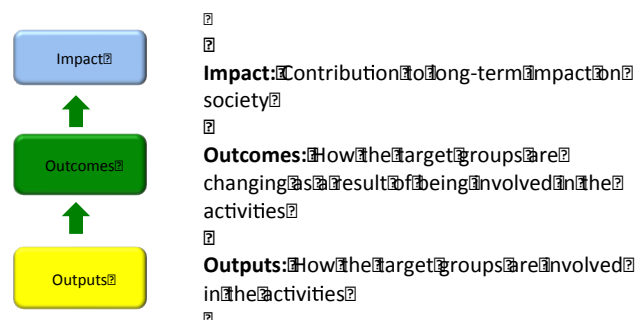 Impact
Outcomes
Outputs
Impact: Contribution to long-term impact on
society
Outcomes: How the target groups are
changing as a result of being involved in the
activities
Outputs: How the target groups are involved
in the activities